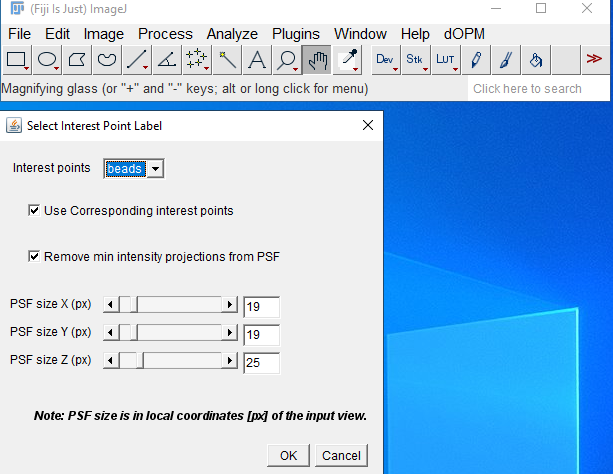 (Fiji Is Just) ImageJ
File Edit Image Process Analyze Plugins Window Help dOPM
A Dev Stk LUT >>
Magnifying glass (or "+" and "-" keys; alt or long click for menu) Click here to search
Select Interest Point Label
Interest points beads
Use Corresponding interest points
Remove min intensity projections from PSF
PSF size X (px) 19
PSF size Y (px) 19
PSF size Z (px) 25
Note: PSF size is in local coordinates [px] of the input view.
OK Cancel